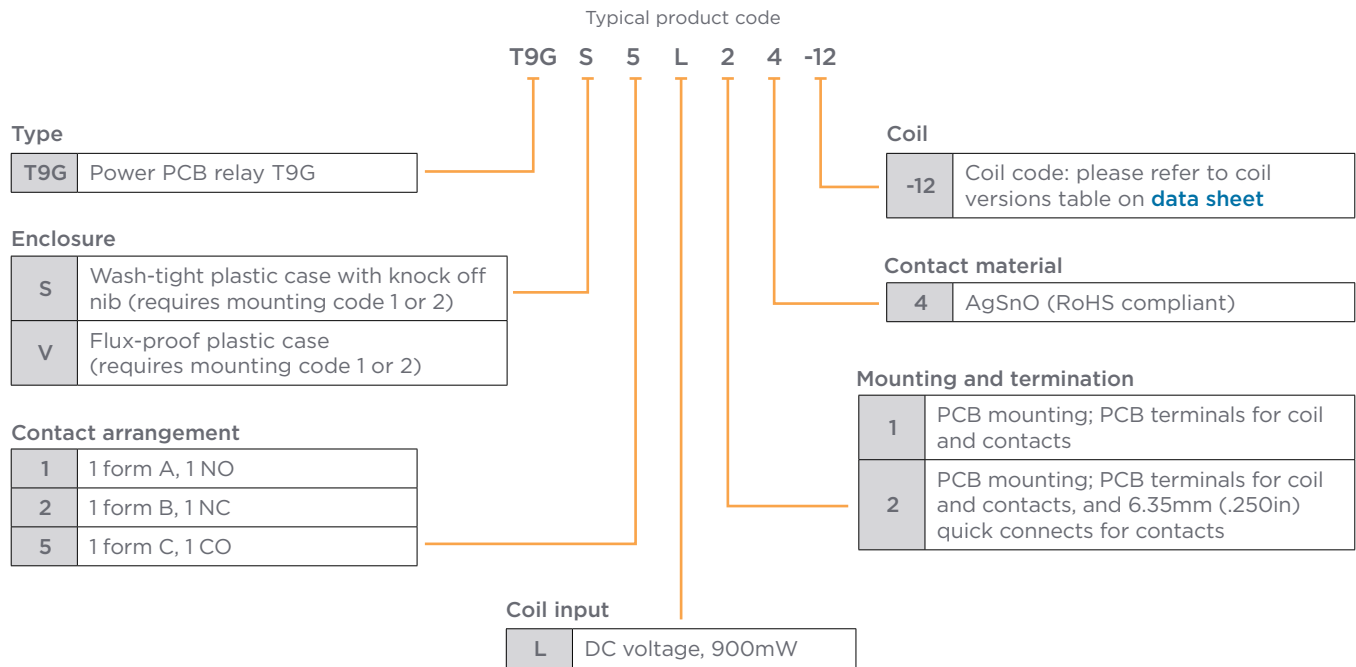 Typical product code
T9G S 5 L 2 4 -12
Type
T9G Power PCB relay T9G
Enclosure
S Wash-tight plastic case with knock off
nib (requires mounting code 1 or 2)
V Flux-proof plastic case
(requires mounting code 1 or 2)
Contact arrangement
1 1 form A, 1 NO
2 1 form B, 1 NC
5 1 form C, 1 CO
Coil input
L DC voltage, 900mW
Coil
-12 Coil code: please refer to coil
versions table on data sheet
Contact material
4 AgSnO (RoHS compliant)
Mounting and termination
1 PCB mounting; PCB terminals for coil
and contacts
2 PCB mounting; PCB terminals for coil
and contacts, and 6.35mm (.250in)
quick connects for contacts